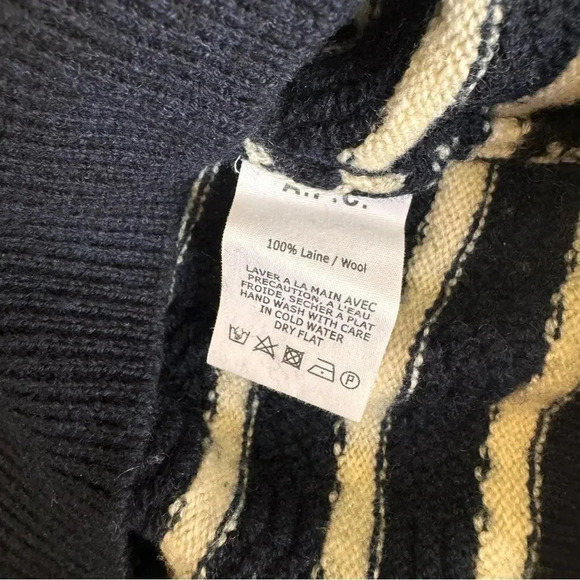 A.P.C.
100% Laine / Wool
LAVER A LA MAIN AVEC
PRECAUTION, A L'EAU
FROIDE, SECHER A PLAT
HAND WASH WITH CARE
IN COLD WATER
DRY FLAT
P